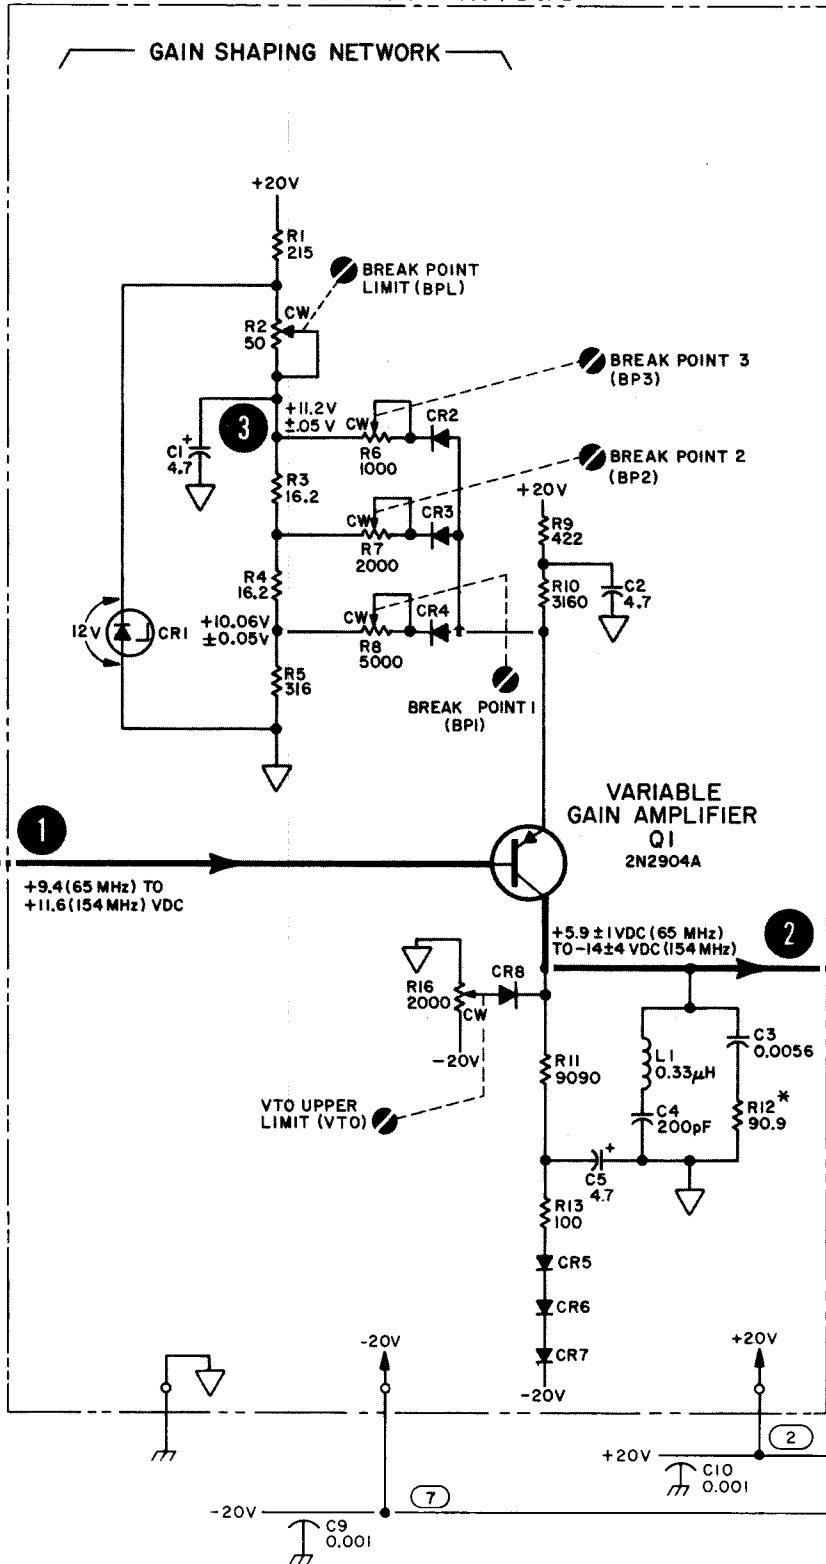 GAIN SHAPING NETWORK
+20V
R1
215
BREAK POINT
LIMIT (BPL)
CW
R2
50
BREAK POINT 3
(BP3)
+11.2V
±.05 V
3
CW
CR2
C1
+
4.7
R6
1000
BREAK POINT 2
(BP2)
R3
16.2
+20V
CW
CR3
R9
422
R7
2000
R4
16.2
R10
3160
C2
4.7
12V
CR1
+10.06V
±0.05V
CW
CR4
R8
5000
R5
316
BREAK POINT 1
(BP1)
VARIABLE
GAIN AMPLIFIER
Q1
2N2904A
1
+9.4 (65 MHz) TO
+11.6 (154 MHz) VDC
+5.9 ±1 VDC (65 MHz)
TO -14±4 VDC (154 MHz)
2
R16
2000
CW
CR8
-20V
C3
0.0056
L1
0.33µH
R11
9090
R12*
90.9
C4
200pF
VTO UPPER
LIMIT (VTO)
+
C5
4.7
R13
100
CR5
CR6
CR7
-20V
-20V
+20V
2
+20V
C10
0.001
7
-20V
C9
0.001